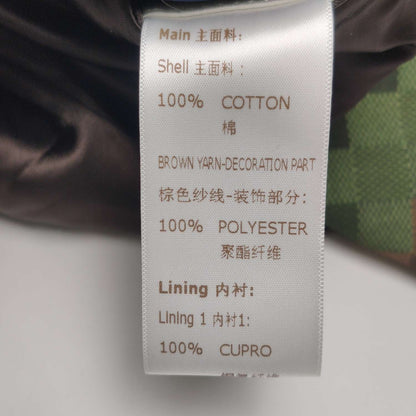 Main 主面料:
Shell 主面料 :
100% COTTON
棉
BROWN YARN-DECORATION PART
棕色纱线-装饰部分:
100% POLYESTER
聚酯纤维
Lining 内衬:
Lining 1 内衬1:
100% CUPRO